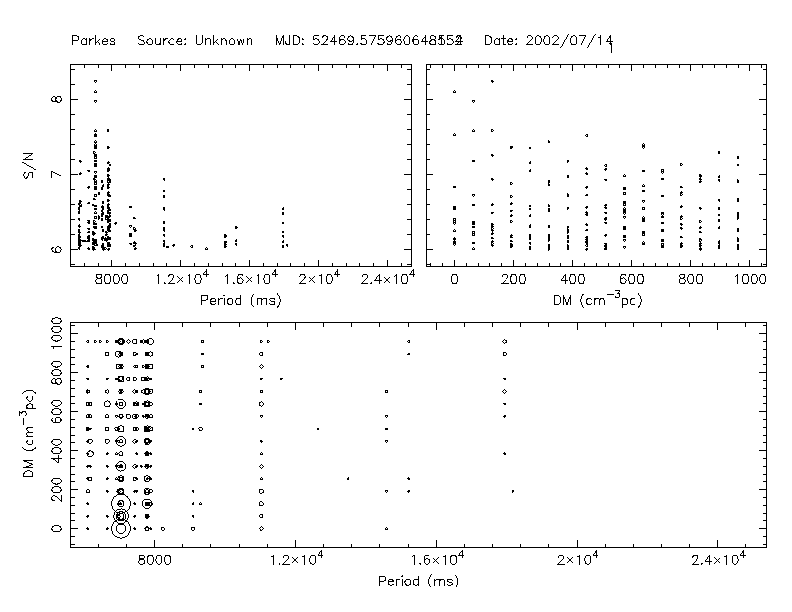 Parkes Source: Unknown MJD: 52469.575960648 Date: 2002/07/14
8
7
6
S/N
8000 1.2×10⁴ 1.6×10⁴ 2×10⁴ 2.4×10⁴
Period (ms)
0 200 400 600 800 1000
DM (cm⁻³pc)
1000
800
600
400
200
0
DM (cm⁻³pc)
8000 1.2×10⁴ 1.6×10⁴ 2×10⁴ 2.4×10⁴
Period (ms)